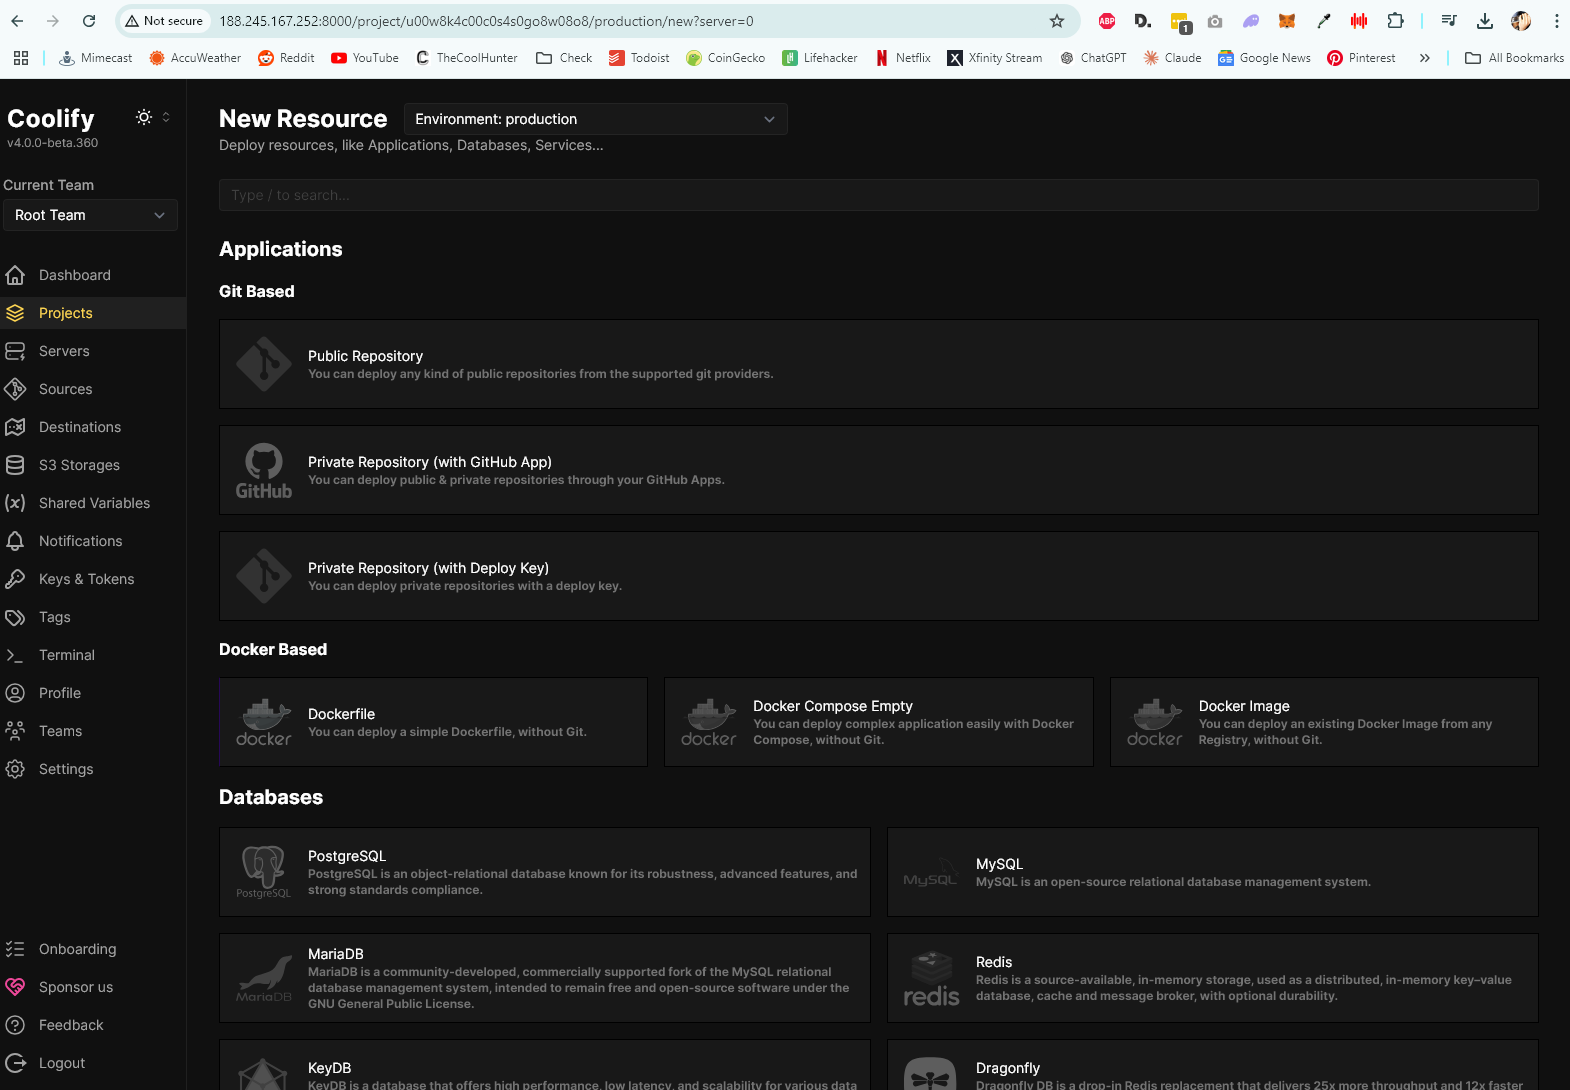 Not secure
188.245.167.252:8000/project/u00w8k4c00c0s4s0go8w08o8/production/new?server=0
ABP
D.
1
Mimecast
AccuWeather
Reddit
YouTube
TheCoolHunter
Check
Todoist
CoinGecko
Lifehacker
Netflix
Xfinity Stream
ChatGPT
Claude
Google News
Pinterest
All Bookmarks
Coolify
v4.0.0-beta.360
Current Team
Root Team
Dashboard
Projects
Servers
Sources
Destinations
S3 Storages
Shared Variables
Notifications
Keys & Tokens
Tags
Terminal
Profile
Teams
Settings
Onboarding
Sponsor us
Feedback
Logout
New Resource
Environment: production
Deploy resources, like Applications, Databases, Services...
Type / to search...
Applications
Git Based
Public Repository
You can deploy any kind of public repositories from the supported git providers.
GitHub
Private Repository (with GitHub App)
You can deploy public & private repositories through your GitHub Apps.
Private Repository (with Deploy Key)
You can deploy private repositories with a deploy key.
Docker Based
docker
Dockerfile
You can deploy a simple Dockerfile, without Git.
docker
Docker Compose Empty
You can deploy complex application easily with Docker
Compose, without Git.
docker
Docker Image
You can deploy an existing Docker Image from any
Registry, without Git.
Databases
PostgreSQL
PostgreSQL
PostgreSQL is an object-relational database known for its robustness, advanced features, and
strong standards compliance.
MySQL
MySQL
MySQL is an open-source relational database management system.
MariaDB
MariaDB
MariaDB is a community-developed, commercially supported fork of the MySQL relational
database management system, intended to remain free and open-source software under the
GNU General Public License.
redis
Redis
Redis is a source-available, in-memory storage, used as a distributed, in-memory key–value
database, cache and message broker, with optional durability.
KeyDB
KeyDB is a database that offers high performance, low latency, and scalability for various data
Dragonfly
Dragonfly DB is a drop-in Redis replacement that delivers 25x more throughput and 12x faster